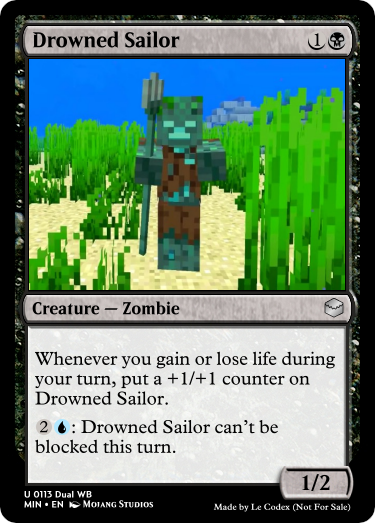 Drowned Sailor 1
Creature — Zombie
Whenever you gain or lose life during
your turn, put a +1/+1 counter on
Drowned Sailor.
2 : Drowned Sailor can't be
blocked this turn.
1/2
U 0113 Dual WB
MIN • EN Mojang Studios Made by Le Codex (Not For Sale)